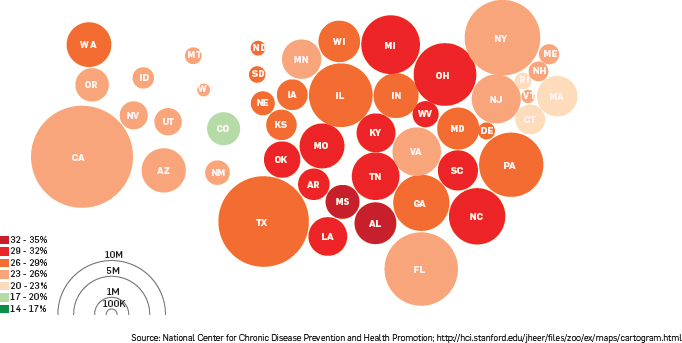 NY
WI
MI
WA
ND
ME
MT
MN
OH
NH
SD
ID
RI
OR
W
IA
IL
IN
VT
MA
NJ
NE
WV
NV
CT
UT
KS
CO
MD
DE
KY
MO
VA
CA
OK
PA
AZ
SC
NM
TN
AR
MS
GA
NC
TX
AL
LA
FL
32 - 35%
29 - 32%
26 - 29%
23 - 26%
20 - 23%
17 - 20%
14 - 17%
10M
5M
1M
100K
Source: National Center for Chronic Disease Prevention and Health Promotion; http://hci.stanford.edu/jheer/files/zoo/ex/maps/cartogram.html